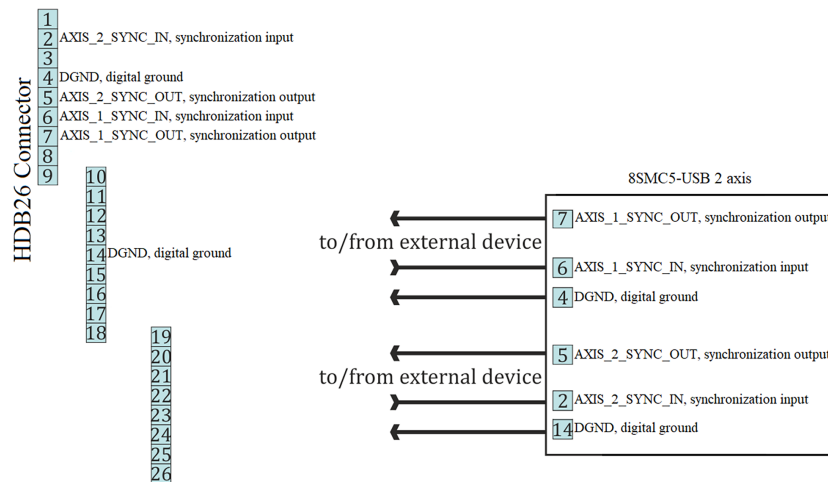 HDB26 Connector
1
2 AXIS_2_SYNC_IN, synchronization input
3
4 DGND, digital ground
5 AXIS_2_SYNC_OUT, synchronization output
6 AXIS_1_SYNC_IN, synchronization input
7 AXIS_1_SYNC_OUT, synchronization output
8
9
10
11
12
13
14 DGND, digital ground
15
16
17
18
19
20
21
22
23
24
25
26
8SMC5-USB 2 axis
7 AXIS_1_SYNC_OUT, synchronization output
to/from external device
6 AXIS_1_SYNC_IN, synchronization input
4 DGND, digital ground
5 AXIS_2_SYNC_OUT, synchronization output
to/from external device
2 AXIS_2_SYNC_IN, synchronization input
14 DGND, digital ground